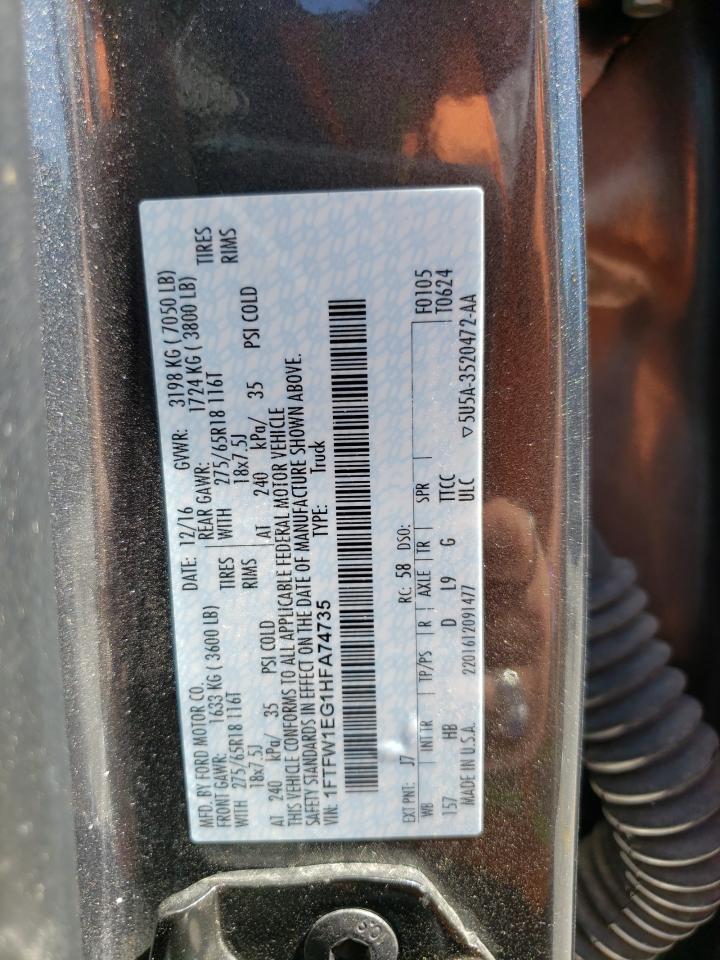 MFD. BY FORD MOTOR CO. DATE: 12/16 GVWR: 3198 KG ( 7050 LB)
FRONT GAWR: 1633 KG ( 3600 LB) REAR GAWR: 1724 KG ( 3800 LB)
WITH 275/65R18 116T TIRES WITH 275/65R18 116T TIRES
18x7.5J RIMS 18x7.5J RIMS
AT 240 kPa/ 35 PSI COLD AT 240 kPa/ 35 PSI COLD
THIS VEHICLE CONFORMS TO ALL APPLICABLE FEDERAL MOTOR VEHICLE
SAFETY STANDARDS IN EFFECT ON THE DATE OF MANUFACTURE SHOWN ABOVE.
VIN: 1FTFW1EG1HFA74735 TYPE: Truck
EXT PNT: J7 RC: 58 DSO: F0105
WB INT TR TP/PS R AXLE TR SPR T0624
157 HB D L9 G TTCC
MADE IN U.S.A. 2201612091477 ULC ▽5U5A-3520472-AA